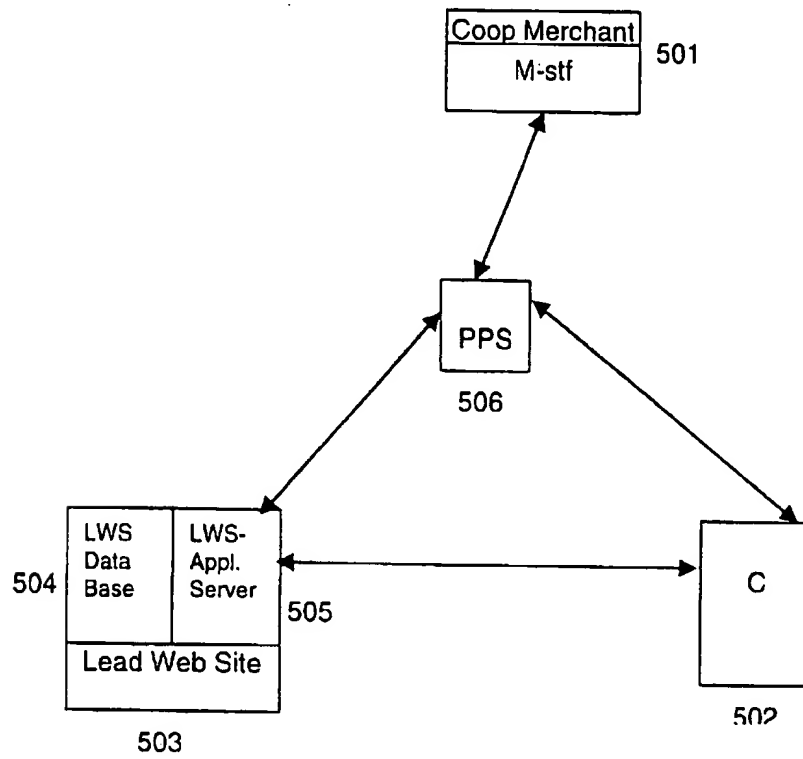 Coop Merchant
M-stf
501
PPS
506
LWS
Data
Base
LWS-
Appl.
Server
504
505
Lead Web Site
503
C
502